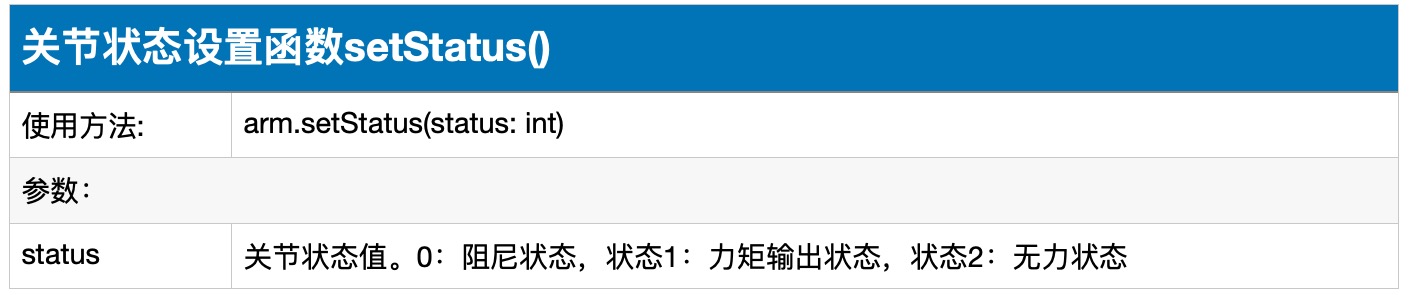 关节状态设置函数setStatus()
使用方法: arm.setStatus(status: int)
参数：
status 关节状态值。0：阻尼状态，状态1：力矩输出状态，状态2：无力状态